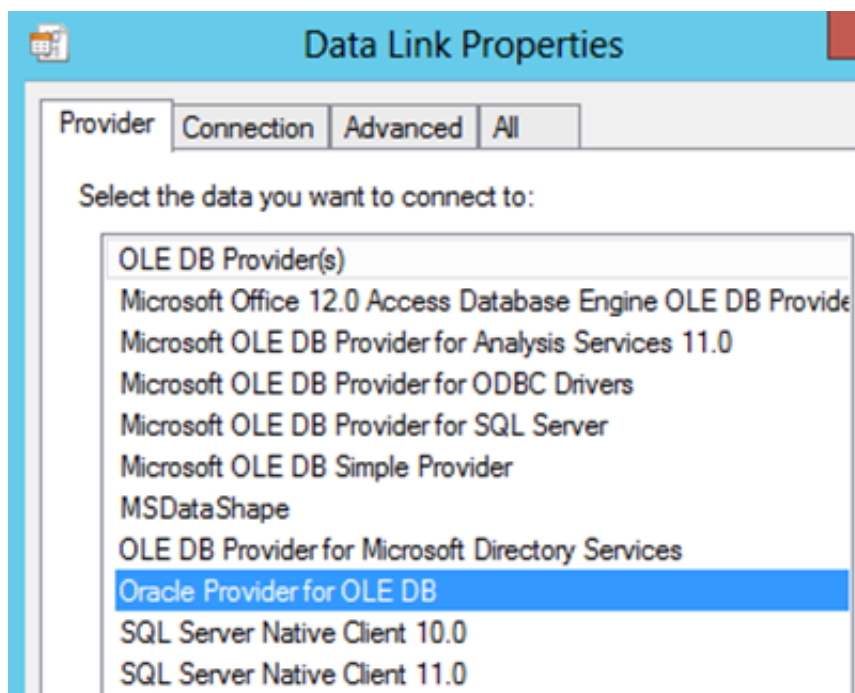 Data Link Properties
Provider Connection Advanced All
Select the data you want to connect to:
OLE DB Provider(s)
Microsoft Office 12.0 Access Database Engine OLE DB Provide
Microsoft OLE DB Provider for Analysis Services 11.0
Microsoft OLE DB Provider for ODBC Drivers
Microsoft OLE DB Provider for SQL Server
Microsoft OLE DB Simple Provider
MSDataShape
OLE DB Provider for Microsoft Directory Services
Oracle Provider for OLE DB
SQL Server Native Client 10.0
SQL Server Native Client 11.0